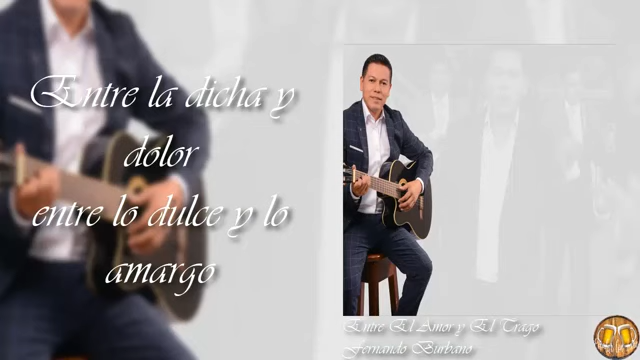 Entre la dicha y
dolor
entre lo dulce y lo
amargo
Entre El Amor y El Trago
Fernando Burbano